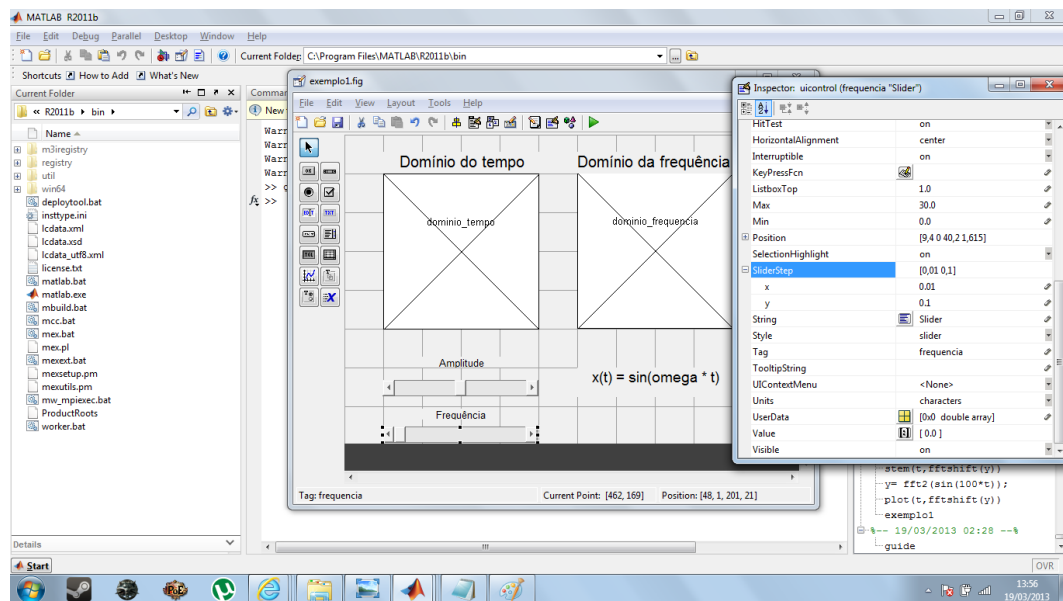 MATLAB R2011b
File Edit Debug Parallel Desktop Window Help
Current Folder: C:\Program Files\MATLAB\R2011b\bin
Shortcuts How to Add What's New
Current Folder
« R2011b ▸ bin ▸
Name
m3iregistry
registry
util
win64
deploytool.bat
insttype.ini
lcdata.xml
lcdata.xsd
lcdata_utf8.xml
license.txt
matlab.bat
matlab.exe
mbuild.bat
mcc.bat
mex.bat
mex.pl
mexext.bat
mexsetup.pm
mexutils.pm
mw_mpiexec.bat
ProductRoots
worker.bat
Details
Comma
New
Warr
Warr
Warr
Warr
>> g
fx >>
exemplo1.fig
File Edit View Layout Tools Help
Domínio do tempo
Domínio da frequência
dominio_tempo
dominio_frequencia
Amplitude
x(t) = sin(omega * t)
Frequência
Tag: frequencia
Current Point: [462, 169]
Position: [48, 1, 201, 21]
Inspector: uicontrol (frequencia "Slider")
HitTest on
HorizontalAlignment center
Interruptible on
KeyPressFcn
ListboxTop 1.0
Max 30.0
Min 0.0
Position [9,4 0 40,2 1,615]
SelectionHighlight on
SliderStep [0,01 0,1]
x 0.01
y 0.1
String Slider
Style slider
Tag frequencia
TooltipString
UIContextMenu <None>
Units characters
UserData [0x0 double array]
Value [ 0.0 ]
Visible on
stem(t,fftshift(y))
y= fft2(sin(100*t));
plot(t,fftshift(y))
exemplo1
%-- 19/03/2013 02:28 --%
guide
Start
OVR
13:56
19/03/2013